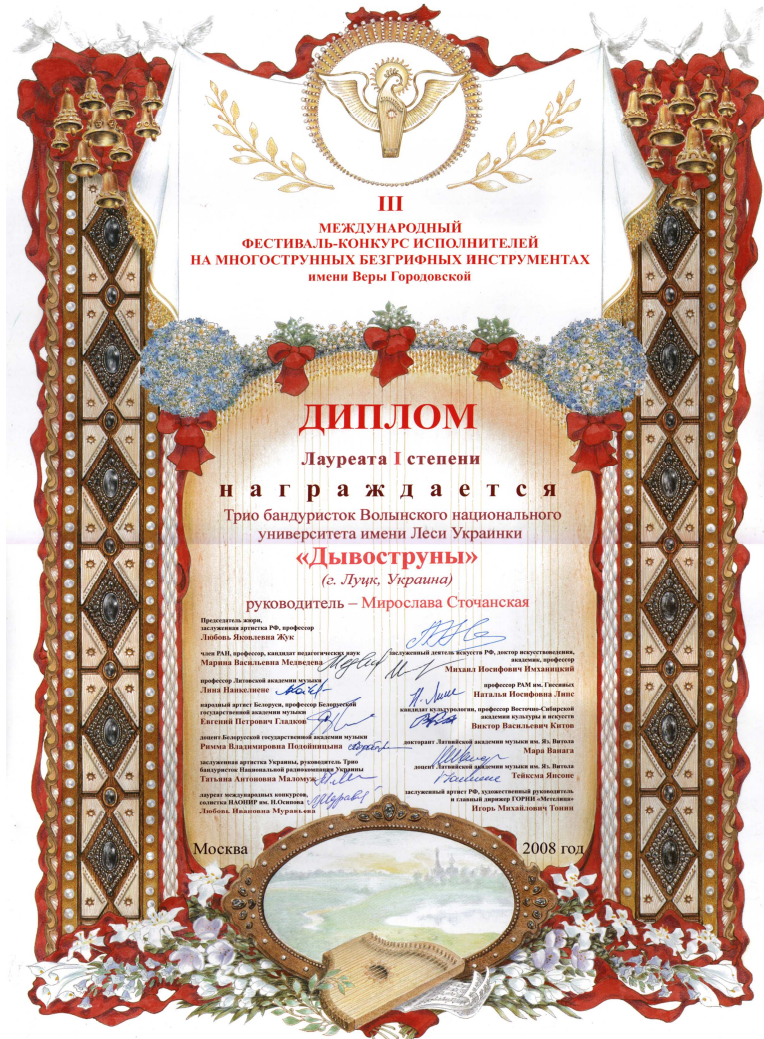 III
МЕЖДУНАРОДНЫЙ
ФЕСТИВАЛЬ-КОНКУРС ИСПОЛНИТЕЛЕЙ
НА МНОГОСТРУННЫХ БЕЗГРИФНЫХ ИНСТРУМЕНТАХ
имени Веры Городовской
ДИПЛОМ
Лауреата I степени
награждается
Трио бандуристок Волынского национального
университета имени Леси Украинки
«Дывоструны»
(г. Луцк, Украина)
руководитель – Мирослава Сточанская
Председатель жюри,
заслуженная артистка РФ, профессор
Любовь Яковлевна Жук
член РАН, профессор, кандидат педагогических наук
Марина Васильевна Медведева
профессор Литовской академии музыки
Лина Найкелиене
народный артист Белоруси, профессор Белорусской
государственной академии музыки
Евгений Петрович Гладков
доцент Белорусской государственной академии музыки
Римма Владимировна Подойницына
заслуженная артистка Украины, руководитель Трио
бандуристок Национальной радиокомпании Украины
Татьяна Антоновна Маломуж
лауреат международных конкурсов,
солистка НАОНИР им. Н.Осипова
Любовь Ивановна Муравьева
заслуженный деятель искусств РФ, доктор искусствоведения,
академик, профессор
Михаил Иосифович Имханицкий
профессор РАМ им. Гнесиных
Наталья Иосифовна Липс
кандидат культурологии, профессор Восточно-Сибирской
академии культуры и искусств
Виктор Васильевич Китов
докторант Латвийской академии музыки им. Яз. Витола
Мара Ванага
доцент Латвийской академии музыки им. Яз. Витола
Тейксма Янсоне
заслуженный артист РФ, художественный руководитель
и главный дирижер ГОРНИ «Метелица»
Игорь Михайлович Тонин
Москва
2008 год